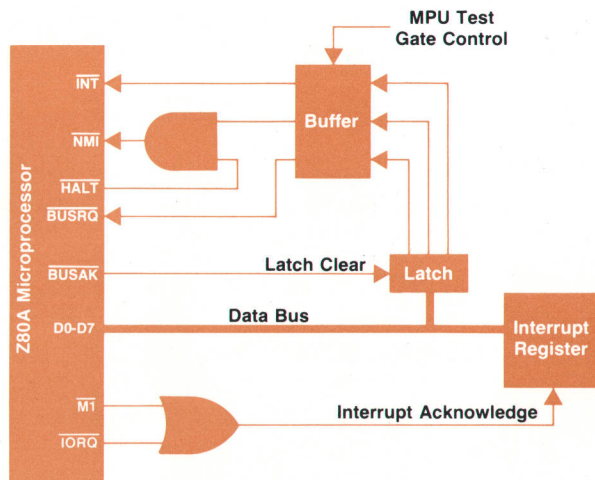 MPU Test
Gate Control
INT
Buffer
NMI
HALT
BUSRQ
Z80A Microprocessor
BUSAK
Latch Clear
Latch
D0-D7
Data Bus
Interrupt
Register
M1
Interrupt Acknowledge
IORQ